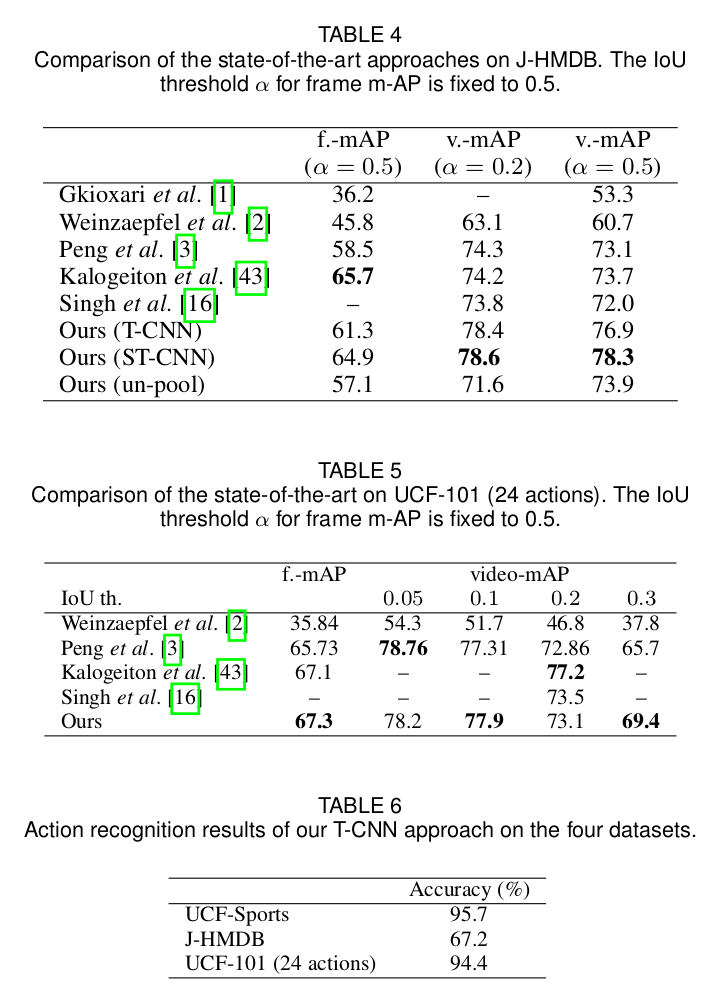 TABLE 4
Comparison of the state-of-the-art approaches on J-HMDB. The IoU
threshold α for frame m-AP is fixed to 0.5.
f.-mAP v.-mAP v.-mAP
(α = 0.5) (α = 0.2) (α = 0.5)
Gkioxari et al. [1] 36.2 – 53.3
Weinzaepfel et al. [2] 45.8 63.1 60.7
Peng et al. [3] 58.5 74.3 73.1
Kalogeiton et al. [43] 65.7 74.2 73.7
Singh et al. [16] – 73.8 72.0
Ours (T-CNN) 61.3 78.4 76.9
Ours (ST-CNN) 64.9 78.6 78.3
Ours (un-pool) 57.1 71.6 73.9
TABLE 5
Comparison of the state-of-the-art on UCF-101 (24 actions). The IoU
threshold α for frame m-AP is fixed to 0.5.
f.-mAP video-mAP
IoU th. 0.05 0.1 0.2 0.3
Weinzaepfel et al. [2] 35.84 54.3 51.7 46.8 37.8
Peng et al. [3] 65.73 78.76 77.31 72.86 65.7
Kalogeiton et al. [43] 67.1 – – 77.2 –
Singh et al. [16] – – – 73.5 –
Ours 67.3 78.2 77.9 73.1 69.4
TABLE 6
Action recognition results of our T-CNN approach on the four datasets.
Accuracy (%)
UCF-Sports 95.7
J-HMDB 67.2
UCF-101 (24 actions) 94.4